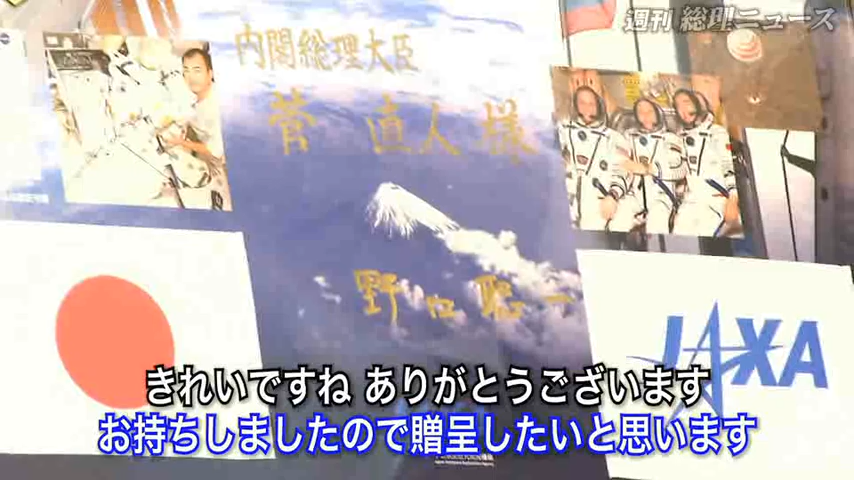 週刊 総理ニュース
内閣総理大臣
菅 直人 様
野口聡一
JAXA
きれいですね ありがとうございます
お持ちしましたので贈呈したいと思います